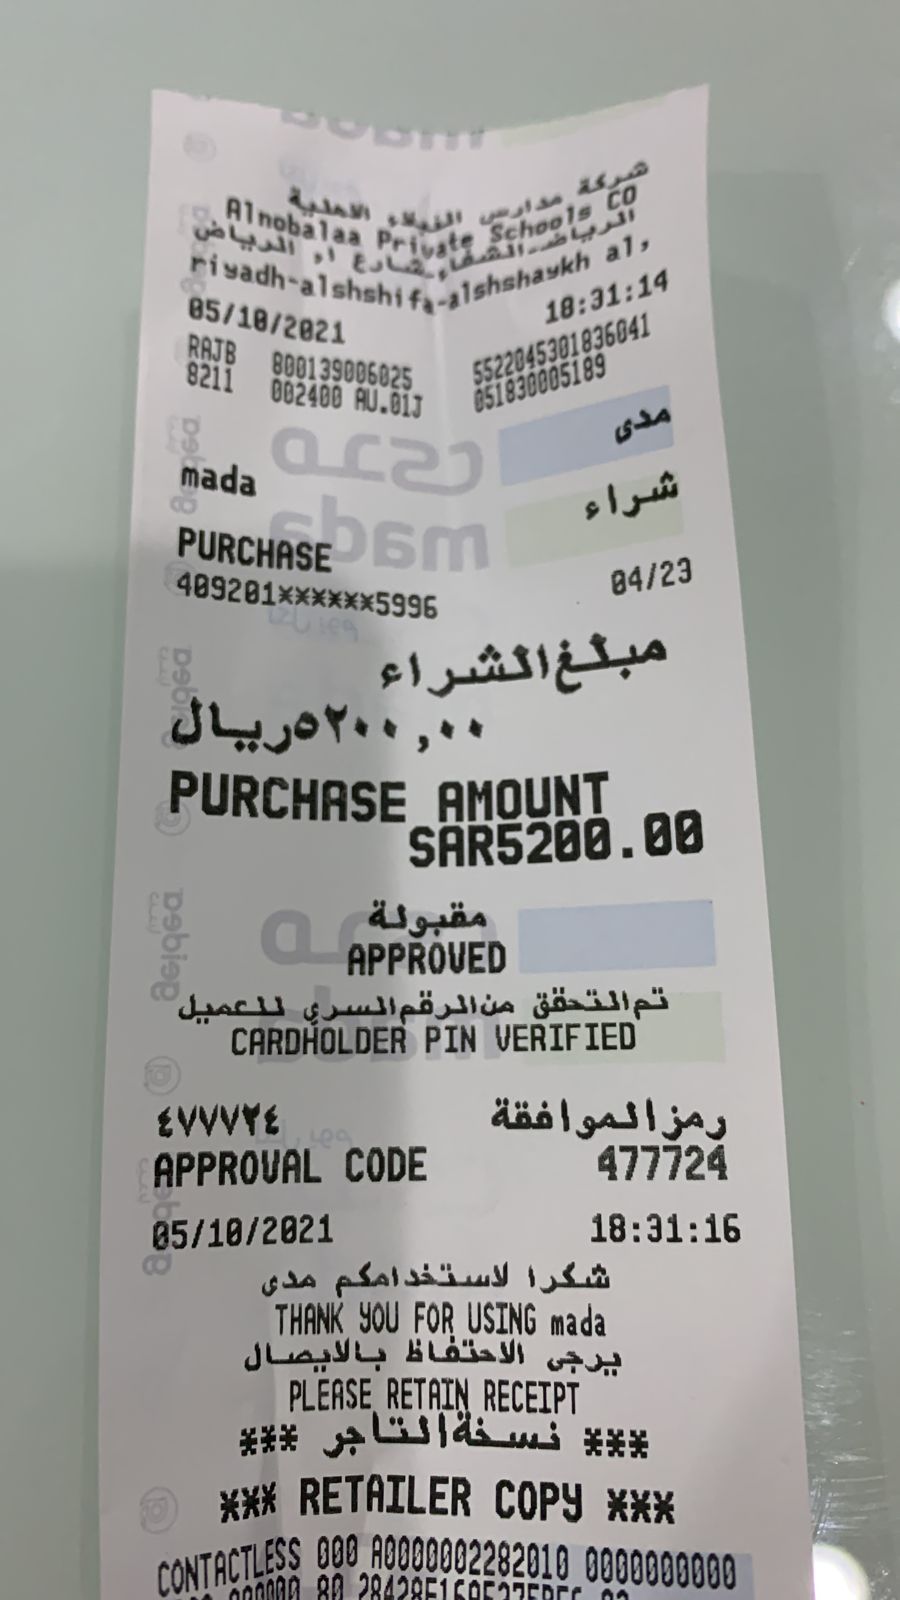 شركة مدارس النبلاء الاهلية
Alnobalaa Private Schools CO
الرياض-الشفاء-شارع ا، الرياض
riyadh-alshshifa-alshshaykh al,
05/10/2021 18:31:14
RAJB 800139006025 5522045301836041
8211 002400 AU.01J 051830005189
مدى
mada
شراء
PURCHASE
409201******5996 04/23
مبلغ الشراء
٥٢٠٠,٠٠ ريال
PURCHASE AMOUNT
SAR5200.00
مقبولة
APPROVED
تم التحقق من الرقم السري للعميل
CARDHOLDER PIN VERIFIED
رمز الموافقة ٤٧٧٧٢٤
APPROVAL CODE 477724
05/10/2021 18:31:16
شكرا لاستخدامكم مدى
THANK YOU FOR USING mada
يرجى الاحتفاظ بالايصال
PLEASE RETAIN RECEIPT
*** نسخة التاجر ***
*** RETAILER COPY ***
CONTACTLESS 000 A0000002282010 0000000000